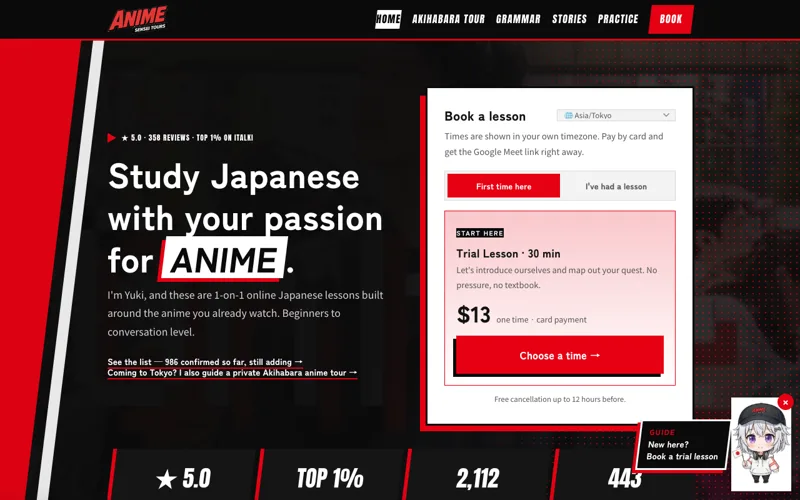 ANIME
SENSEI TOURS
HOME
AKIHABARA TOUR
GRAMMAR
STORIES
PRACTICE
BOOK
★ 5.0 · 358 REVIEWS · TOP 1% ON ITALKI
Study Japanese
with your passion
for ANIME.
I'm Yuki, and these are 1-on-1 online Japanese lessons built
around the anime you already watch. Beginners to
conversation level.
See the list — 986 confirmed so far, still adding →
Coming to Tokyo? I also guide a private Akihabara anime tour →
Book a lesson
🌐 Asia/Tokyo
Times are shown in your own timezone. Pay by card and
get the Google Meet link right away.
First time here
I've had a lesson
START HERE
Trial Lesson · 30 min
Let's introduce ourselves and map out your quest. No
pressure, no textbook.
$13 one time · card payment
Choose a time →
Free cancellation up to 12 hours before.
GUIDE
New here?
Book a trial lesson
×
★ 5.0
TOP 1%
2,112
443